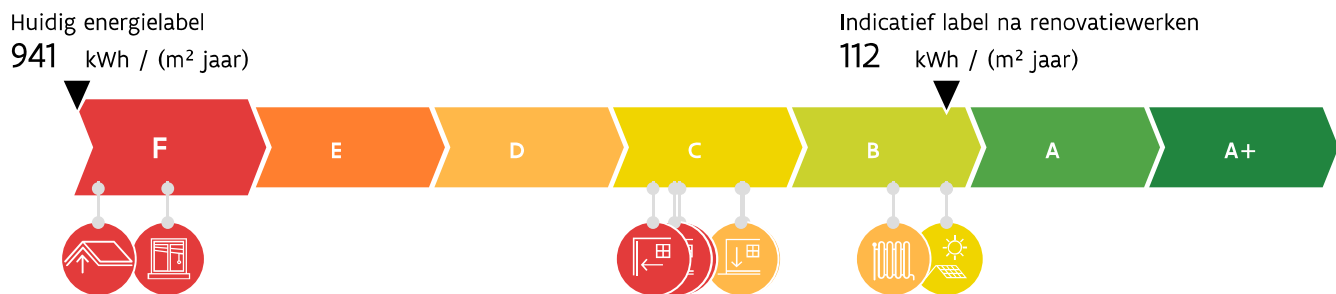 Huidig energielabel
941 kWh / (m² jaar)
Indicatief label na renovatiewerken
112 kWh / (m² jaar)
F E D C B A A+